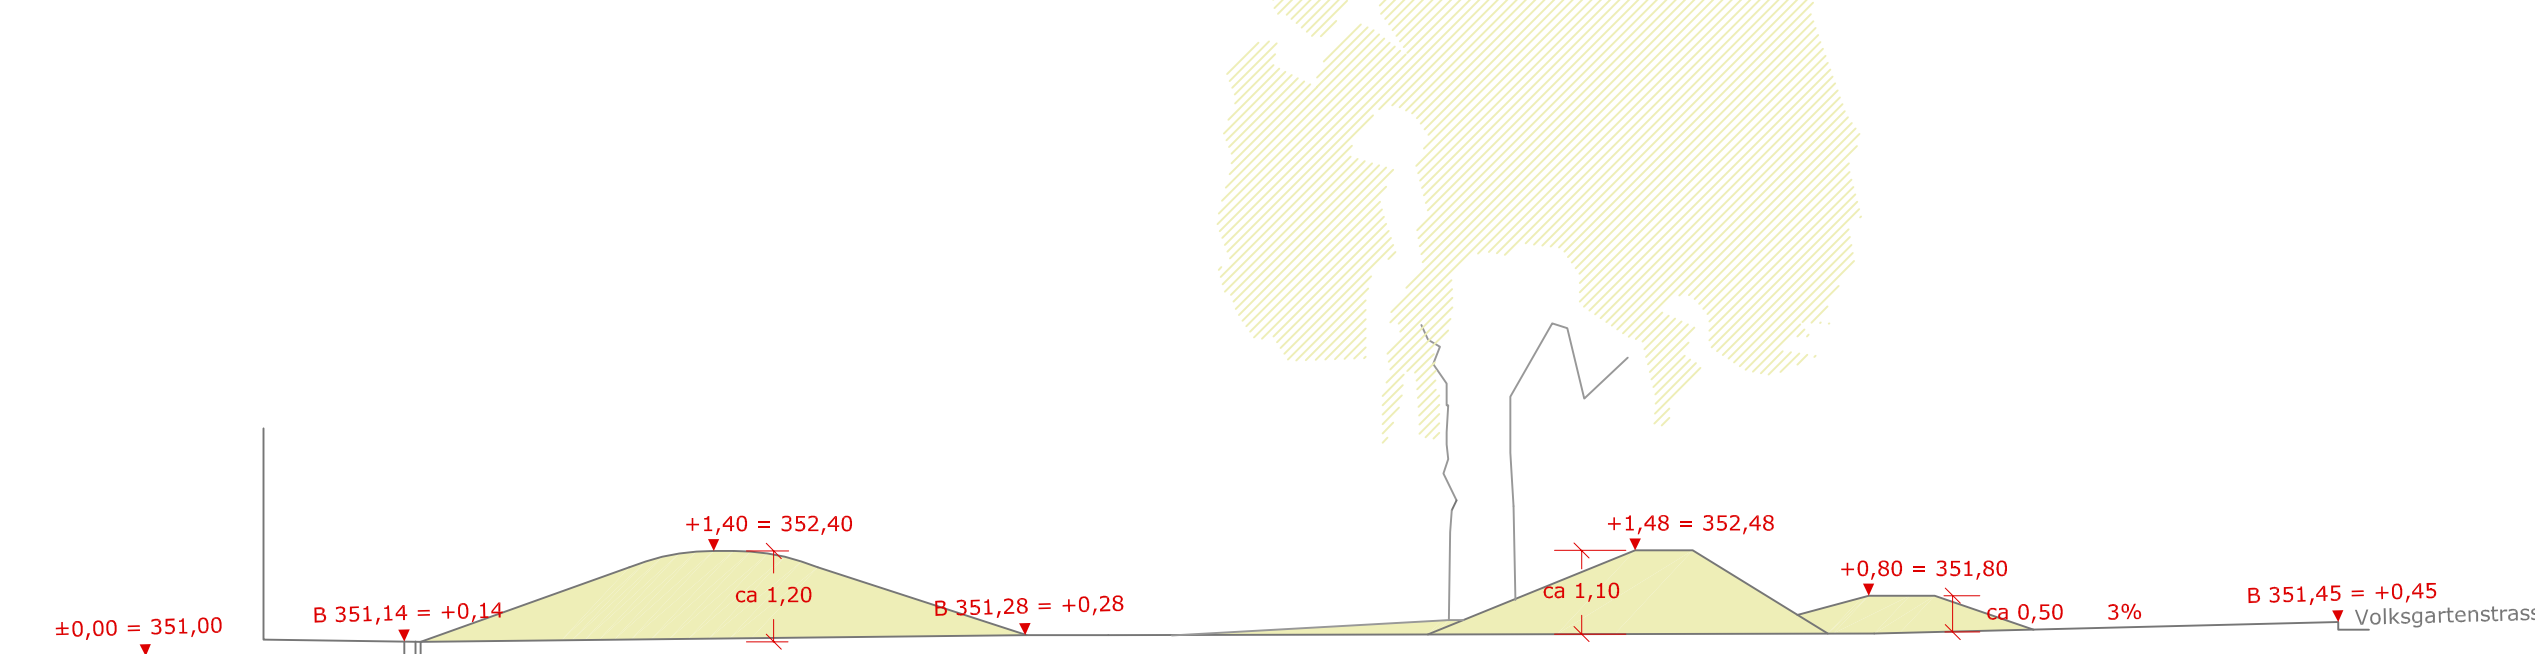 +1,40 = 352,40
+1,48 = 352,48
+0,80 = 351,80
ca 1,20
ca 1,10
B 351,14 = +0,14
B 351,28 = +0,28
ca 0,50
3%
B 351,45 = +0,45
±0,00 = 351,00
Volksgartenstrass